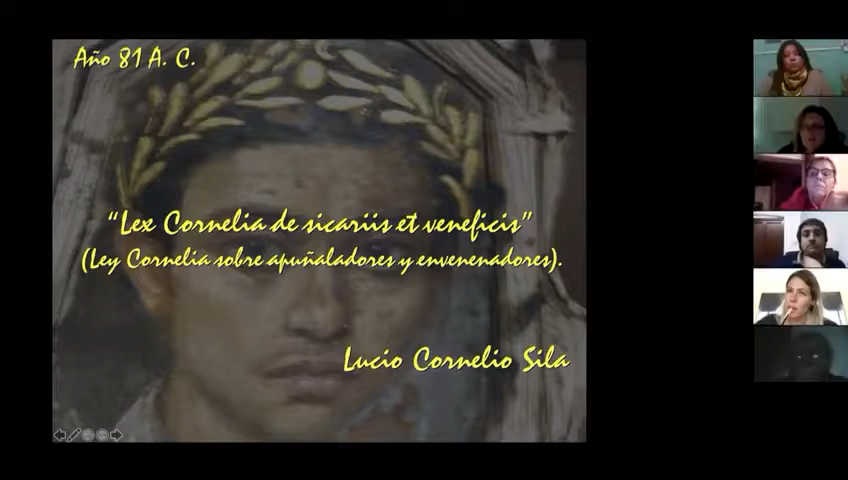 Año 81 A. C.
"Lex Cornelia de sicariis et veneficis"
(Ley Cornelia sobre apuñaladores y envenenadores).
Lucio Cornelio Sila